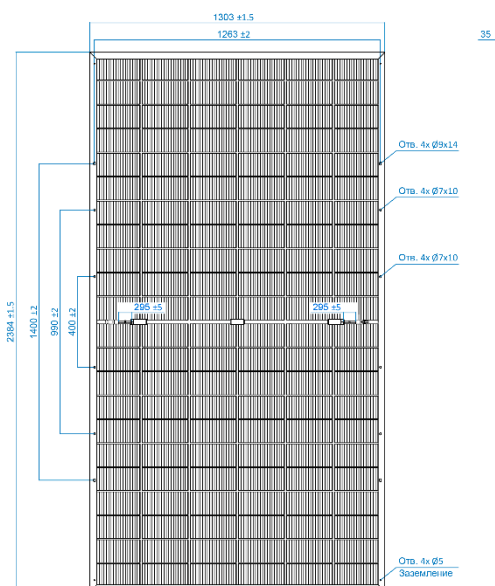 1303 ±1.5
1263 ±2
35
Отв. 4x Ø9x14
Отв. 4x Ø7x10
Отв. 4x Ø7x10
295 ±5
295 ±5
2384 ±1.5
1400 ±2
990 ±2
400 ±2
Отв. 4x Ø5
Заземление